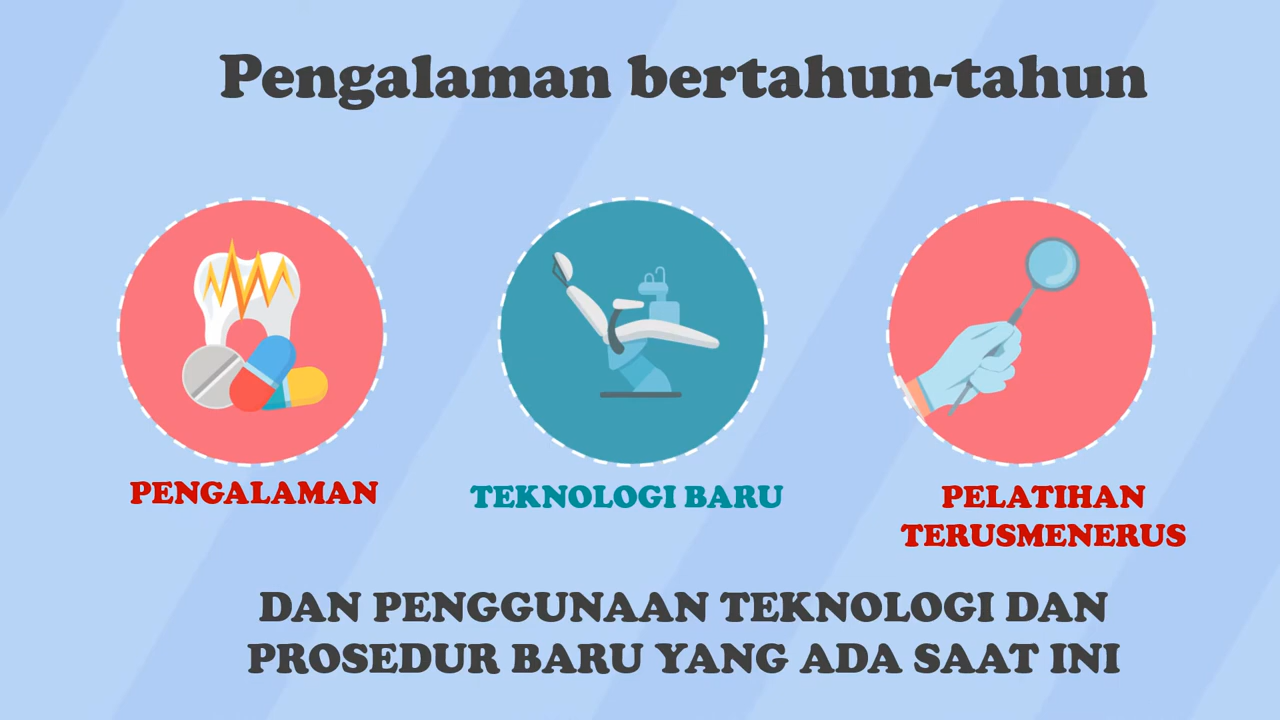 Pengalaman bertahun-tahun
PENGALAMAN
TEKNOLOGI BARU
PELATIHAN
TERUSMENERUS
DAN PENGGUNAAN TEKNOLOGI DAN
PROSEDUR BARU YANG ADA SAAT INI